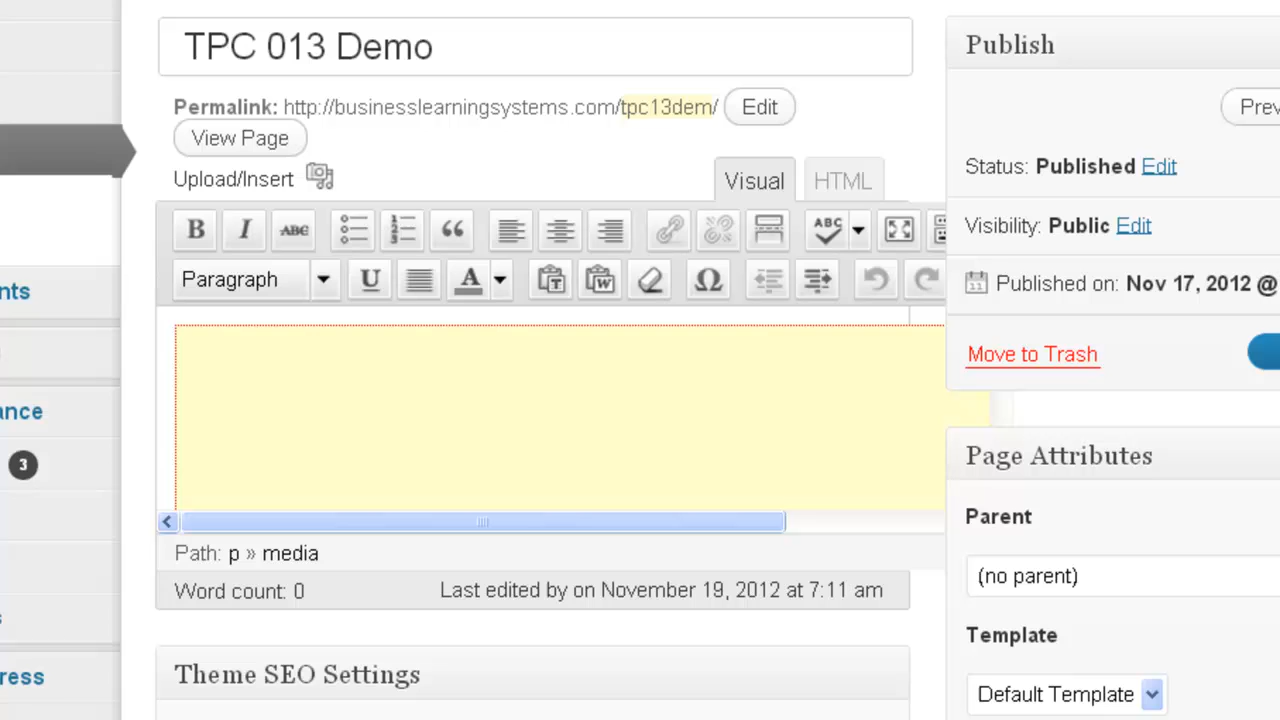 TPC 013 Demo
Permalink: http://businesslearningsystems.com/tpc13dem/ Edit
View Page
Upload/Insert
Visual HTML
B I ABC ABC
Paragraph U A T W Ω
Path: p » media
Word count: 0 Last edited by on November 19, 2012 at 7:11 am
Theme SEO Settings
Publish
Prev
Status: Published Edit
Visibility: Public Edit
11 Published on: Nov 17, 2012 @
Move to Trash
Page Attributes
Parent
(no parent)
Template
Default Template
nts
ance
3
s
ress